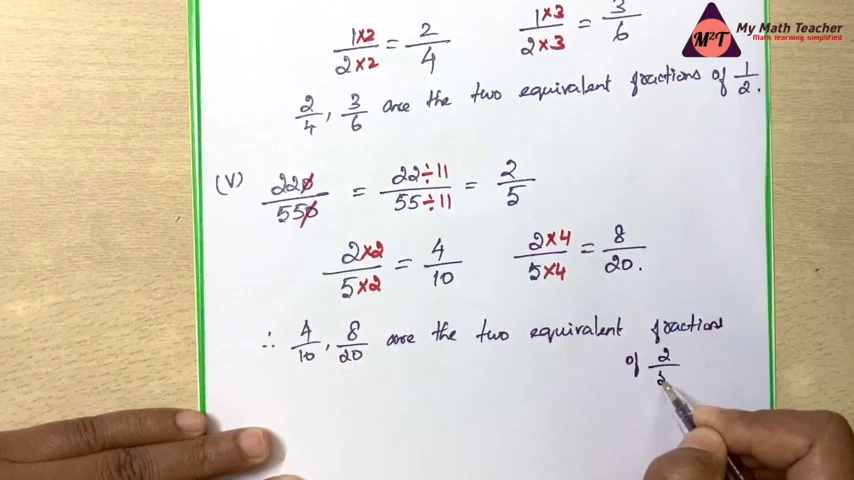 1×2/2×2 = 2/4 1×3/2×3 = 3/6
2/4, 3/6 are the two equivalent fractions of 1/2.
(V) 220/550 = 22÷11/55÷11 = 2/5
2×2/5×2 = 4/10 2×4/5×4 = 8/20.
∴ 4/10, 8/20 are the two equivalent fractions
of 2/
M²T
My Math Teacher
Math learning simplified